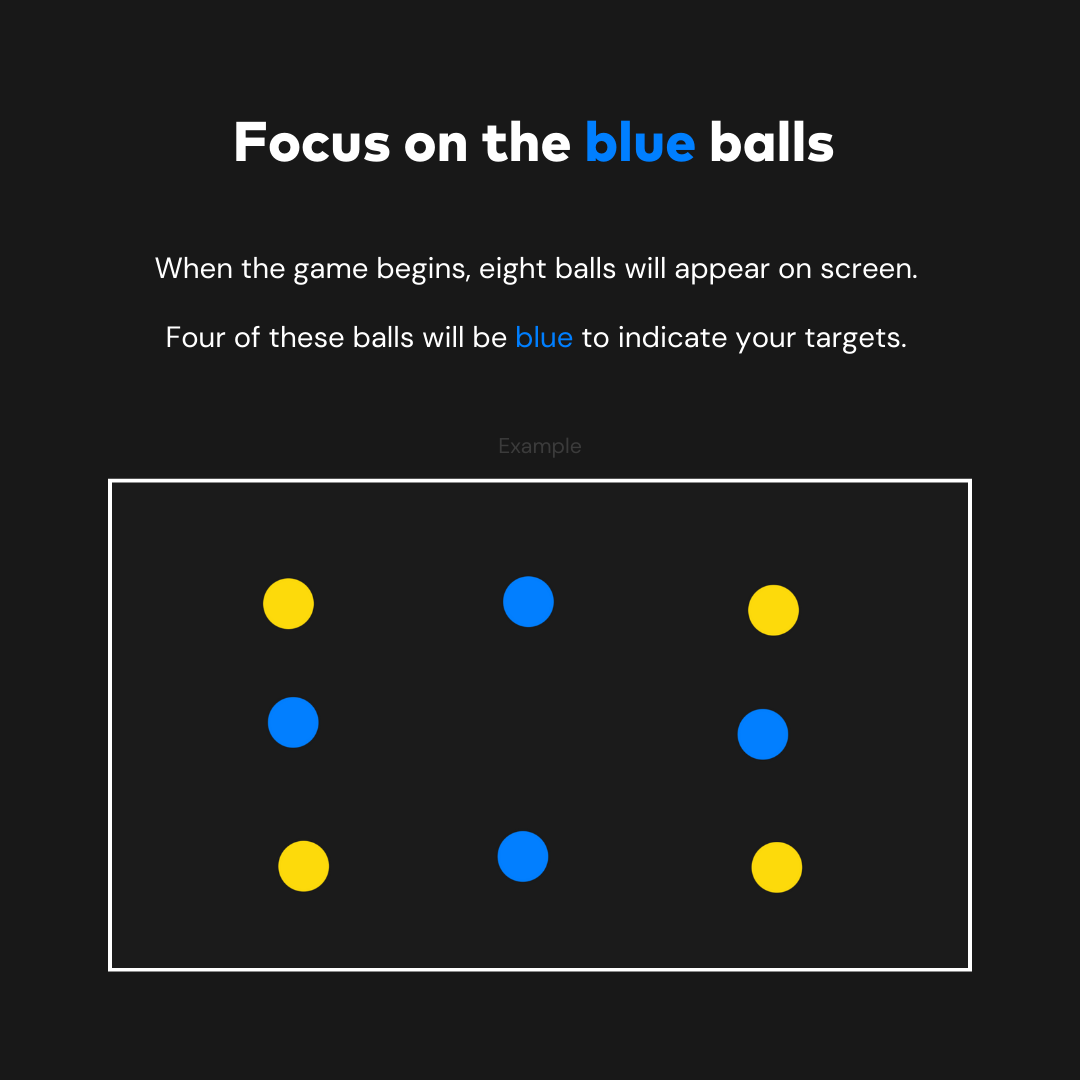 Focus on the blue balls
When the game begins, eight balls will appear on screen.
Four of these balls will be blue to indicate your targets.
Example